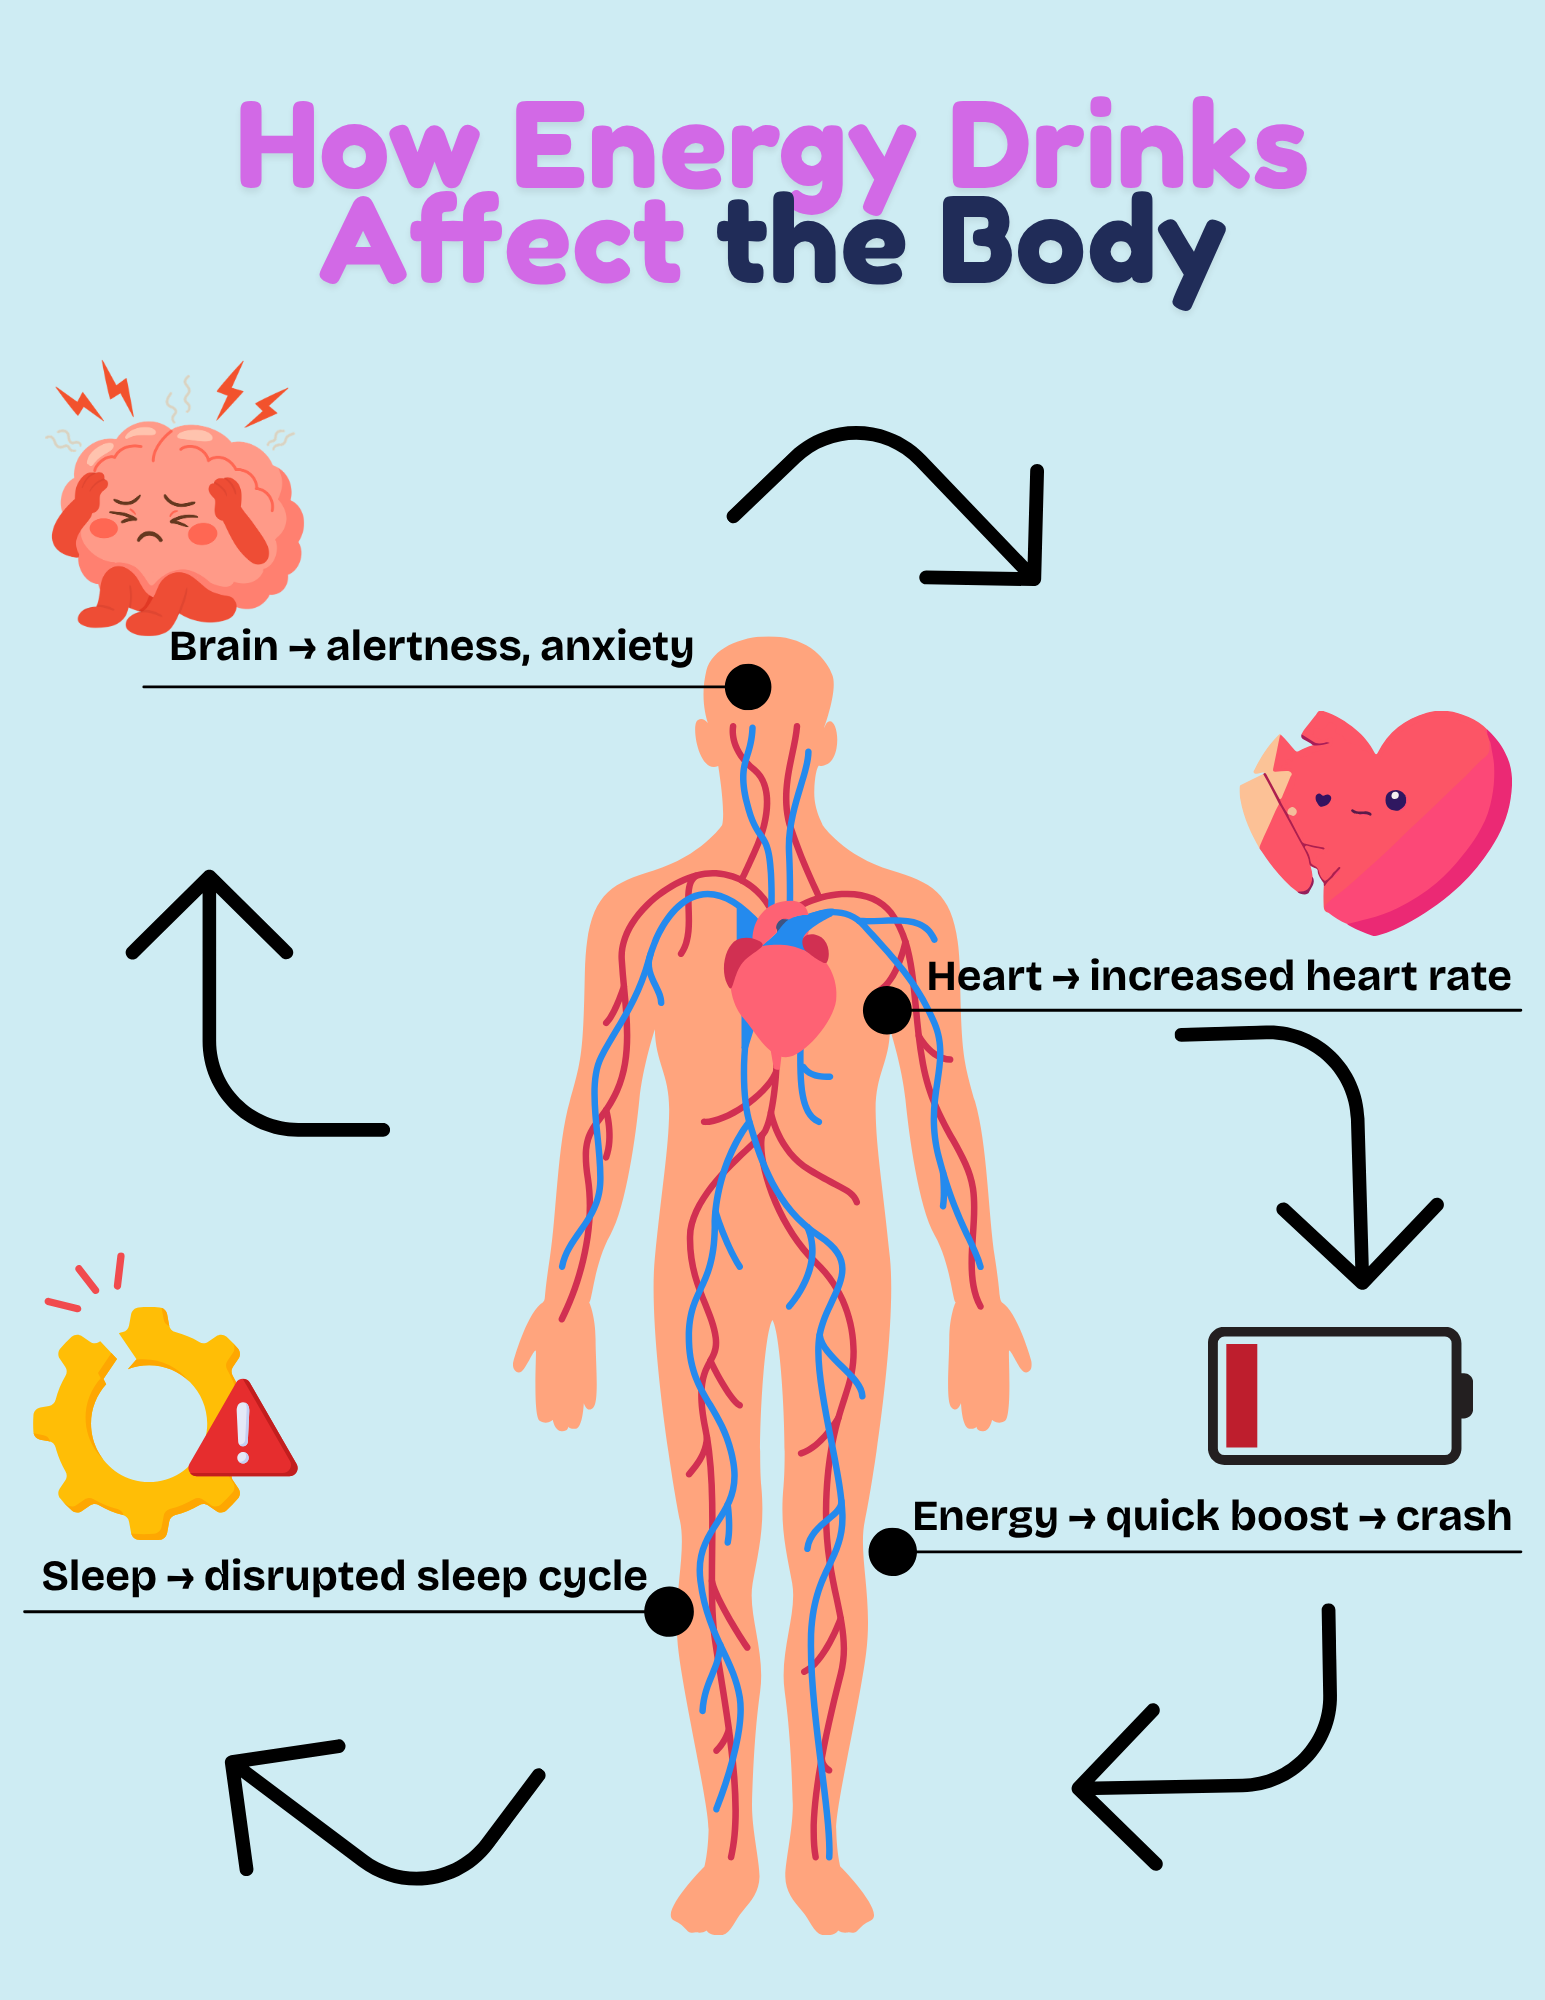 How Energy Drinks
Affect the Body
Brain → alertness, anxiety
Heart → increased heart rate
Energy → quick boost → crash
Sleep → disrupted sleep cycle